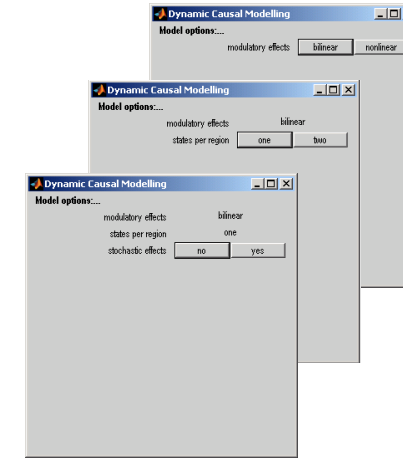 Dynamic Causal Modelling
Model options:...
modulatory effects bilinear nonlinear
Dynamic Causal Modelling
Model options:...
modulatory effects bilinear
states per region one two
Dynamic Causal Modelling
Model options:...
modulatory effects bilinear
states per region one
stochastic effects no yes